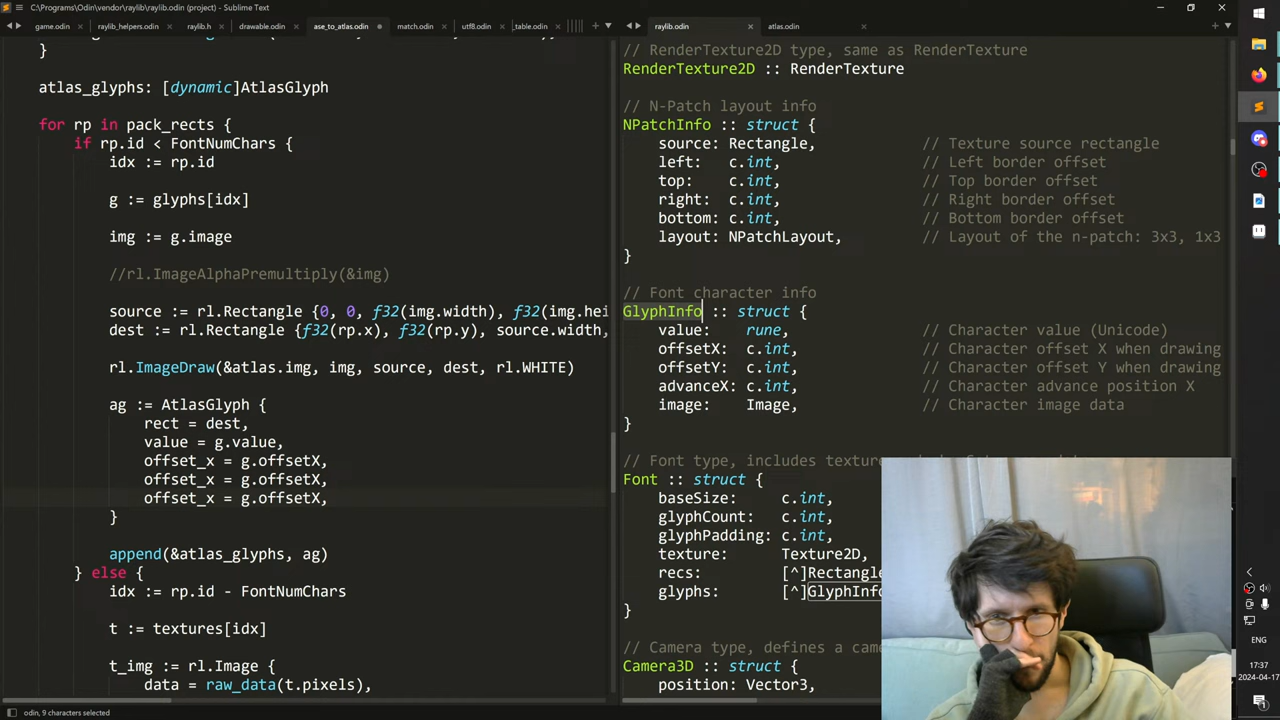 C:\Programs\Odin\vendor\raylib\raylib.odin (project) - Sublime Text
game.odin
raylib_helpers.odin
raylib.h
drawable.odin
ase_to_atlas.odin
match.odin
utf8.odin
_table.odin
raylib.odin
atlas.odin
}
atlas_glyphs: [dynamic]AtlasGlyph
for rp in pack_rects {
if rp.id < FontNumChars {
idx := rp.id
g := glyphs[idx]
img := g.image
//rl.ImageAlphaPremultiply(&img)
source := rl.Rectangle {0, 0, f32(img.width), f32(img.hei
dest := rl.Rectangle {f32(rp.x), f32(rp.y), source.width,
rl.ImageDraw(&atlas.img, img, source, dest, rl.WHITE)
ag := AtlasGlyph {
rect = dest,
value = g.value,
offset_x = g.offsetX,
offset_x = g.offsetX,
offset_x = g.offsetX,
}
append(&atlas_glyphs, ag)
} else {
idx := rp.id - FontNumChars
t := textures[idx]
t_img := rl.Image {
data = raw_data(t.pixels),
// RenderTexture2D type, same as RenderTexture
RenderTexture2D :: RenderTexture
// N-Patch layout info
NPatchInfo :: struct {
source: Rectangle, // Texture source rectangle
left: c.int, // Left border offset
top: c.int, // Top border offset
right: c.int, // Right border offset
bottom: c.int, // Bottom border offset
layout: NPatchLayout, // Layout of the n-patch: 3x3, 1x3
}
// Font character info
GlyphInfo :: struct {
value: rune, // Character value (Unicode)
offsetX: c.int, // Character offset X when drawing
offsetY: c.int, // Character offset Y when drawing
advanceX: c.int, // Character advance position X
image: Image, // Character image data
}
// Font type, includes texture
Font :: struct {
baseSize: c.int,
glyphCount: c.int,
glyphPadding: c.int,
texture: Texture2D,
recs: [^]Rectangle
glyphs: [^]GlyphInfo
}
// Camera type, defines a came
Camera3D :: struct {
position: Vector3,
odin, 9 characters selected
ENG
17:37
2024-04-17